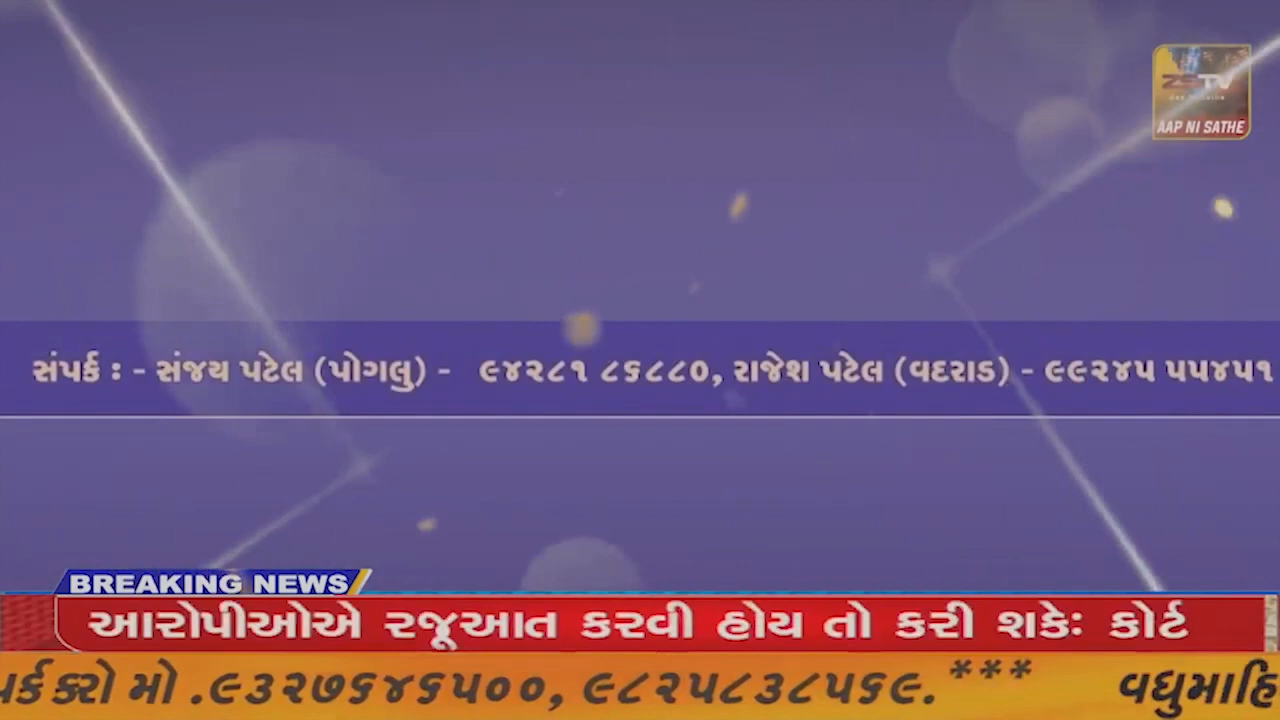 ZSTV
AAP NI SATHE
સંપર્ક : - સંજય પટેલ (પોગલુ) - ૯૪૨૮૧ ૮૬૮૮૦, રાજેશ પટેલ (વદરાડ) - ૯૯૨૪૫ ૫૫૪૫૧
BREAKING NEWS
આરોપીઓએ રજૂઆત કરવી હોય તો કરી શકેઃ કોર્ટ
ર્ક કરો મો .૯૩૨૭૬૪૬૫૦૦, ૯૮૨૫૮૩૮૫૬૯. *** વધુમાહિ